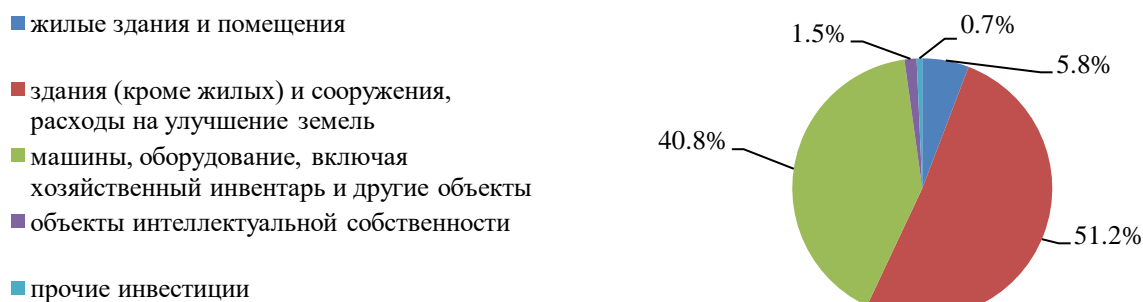 жилые здания и помещения
здания (кроме жилых) и сооружения,
расходы на улучшение земель
машины, оборудование, включая
хозяйственный инвентарь и другие объекты
объекты интеллектуальной собственности
прочие инвестиции
1.5%
0.7%
5.8%
40.8%
51.2%